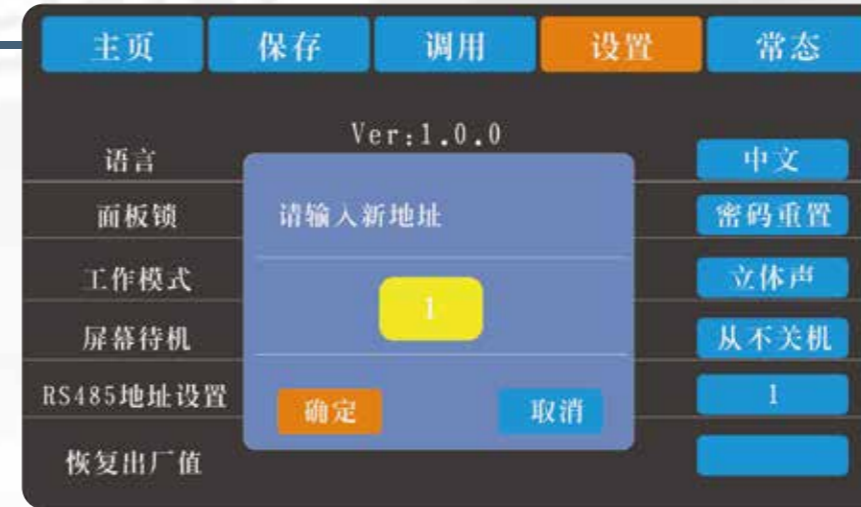 主页 保存 调用 设置 常态
Ver:1.0.0
语言 中文
面板锁 请输入新地址 密码重置
工作模式 立体声
1
屏幕待机 从不关机
RS485地址设置 确定 取消 1
恢复出厂值